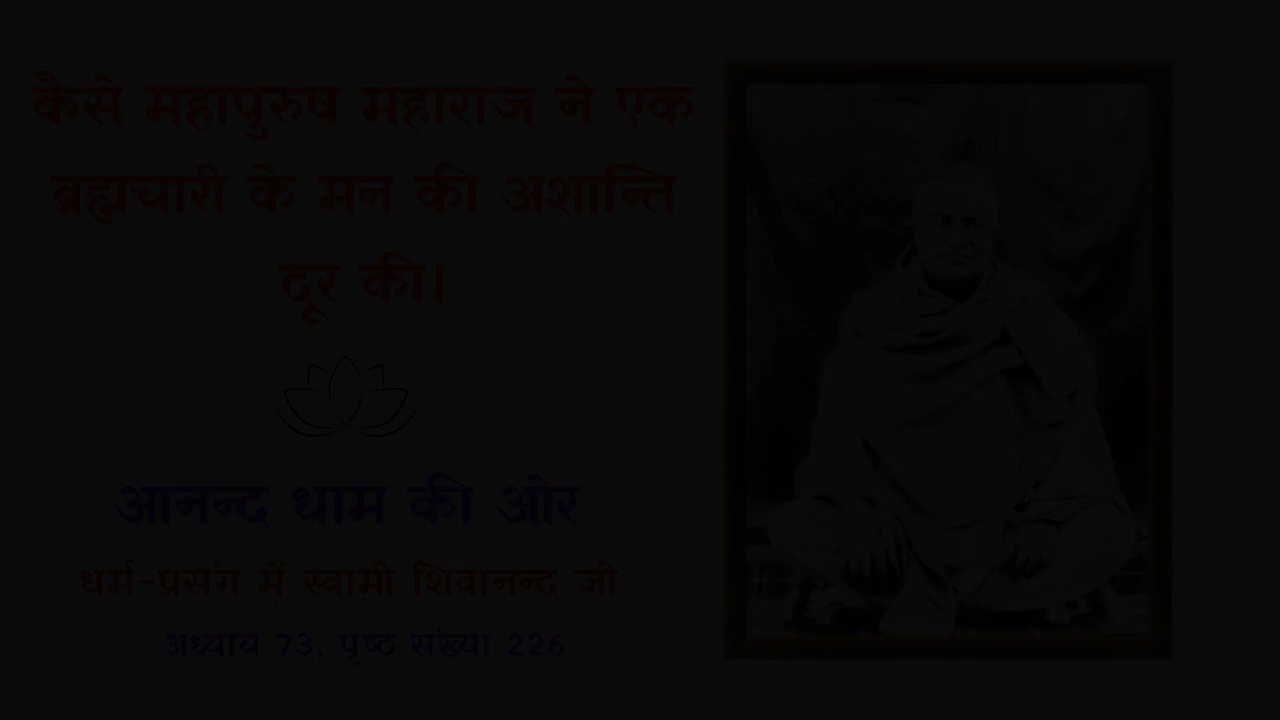 कैसे महापुरुष महाराज ने एक
ब्रह्मचारी के मन की अशान्ति
दूर की।
आनन्द धाम की ओर
धर्म-प्रसंग में स्वामी शिवानन्द जी
अध्याय 73, पृष्ठ संख्या 226